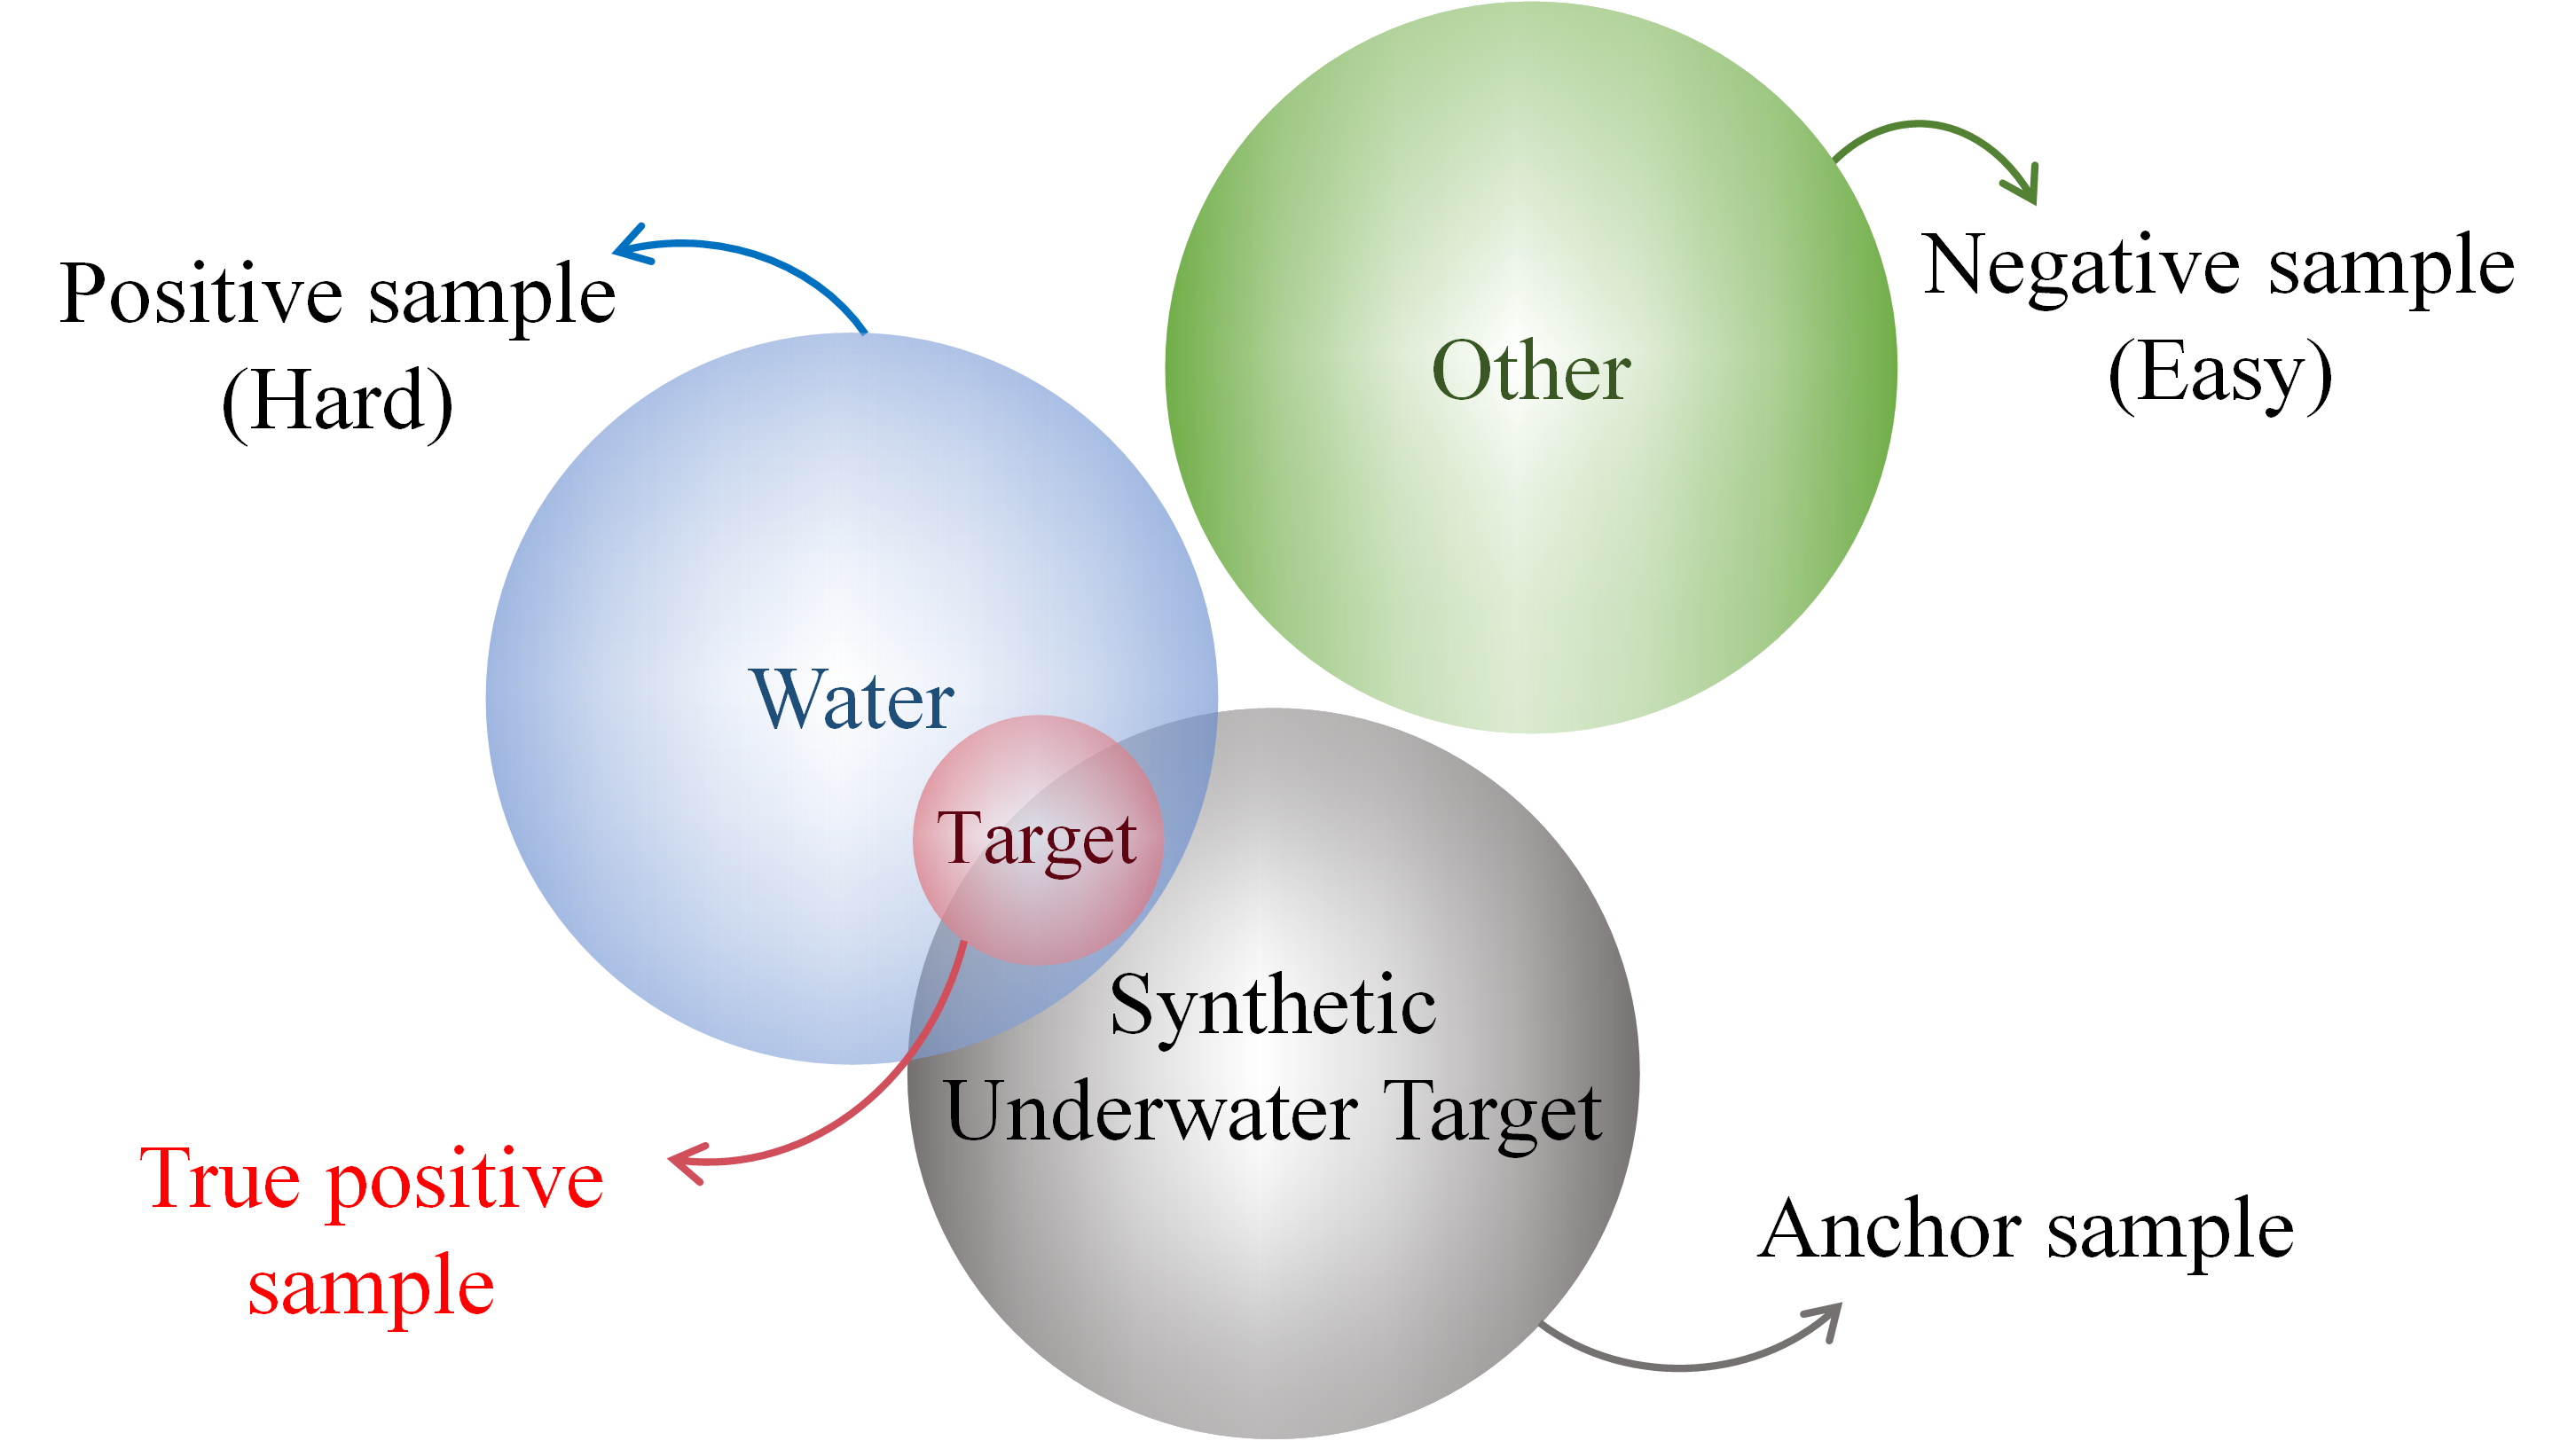 Negative sample
(Easy)
Positive sample
(Hard)
Other
Water
Target
Synthetic
Underwater Target
True positive
sample
Anchor sample